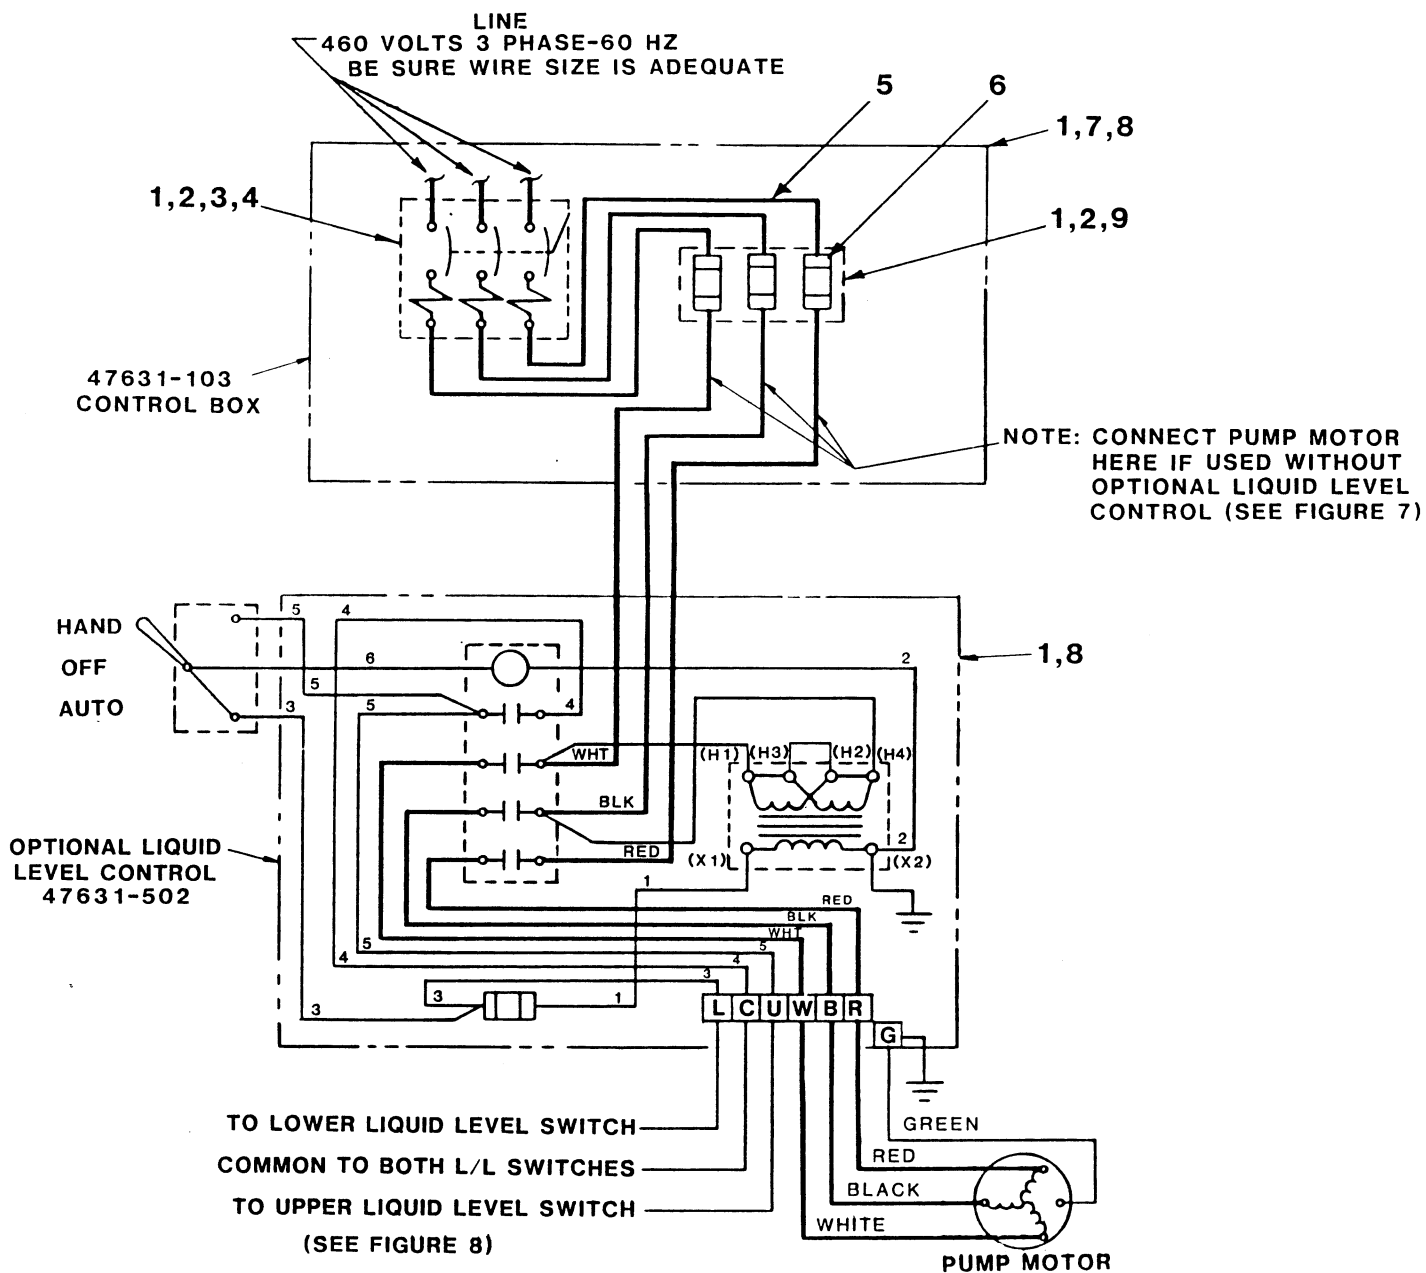 LINE
460 VOLTS 3 PHASE-60 HZ
BE SURE WIRE SIZE IS ADEQUATE
5
6
1,7,8
1,2,3,4
1,2,9
47631-103
CONTROL BOX
NOTE: CONNECT PUMP MOTOR
HERE IF USED WITHOUT
OPTIONAL LIQUID LEVEL
CONTROL (SEE FIGURE 7)
HAND
OFF
AUTO
5
4
6
2
1,8
5
3
5
4
WHT
(H1)
(H3)
(H2)
(H4)
BLK
RED
2
(X1)
(X2)
OPTIONAL LIQUID
LEVEL CONTROL
47631-502
1
RED
BLK
WHT
5
5
4
4
3
3
1
3
L C U W B R
G
TO LOWER LIQUID LEVEL SWITCH
COMMON TO BOTH L/L SWITCHES
TO UPPER LIQUID LEVEL SWITCH
(SEE FIGURE 8)
GREEN
RED
BLACK
WHITE
PUMP MOTOR